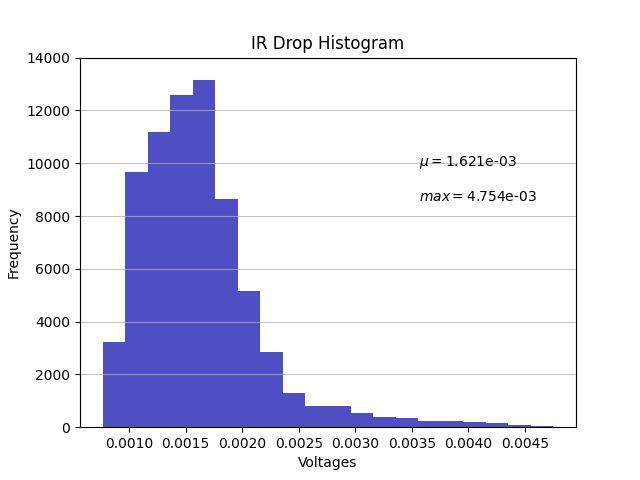 IR Drop Histogram
14000
12000
10000
8000
6000
4000
2000
0
Frequency
μ = 1.621e-03
max = 4.754e-03
0.0010 0.0015 0.0020 0.0025 0.0030 0.0035 0.0040 0.0045
Voltages